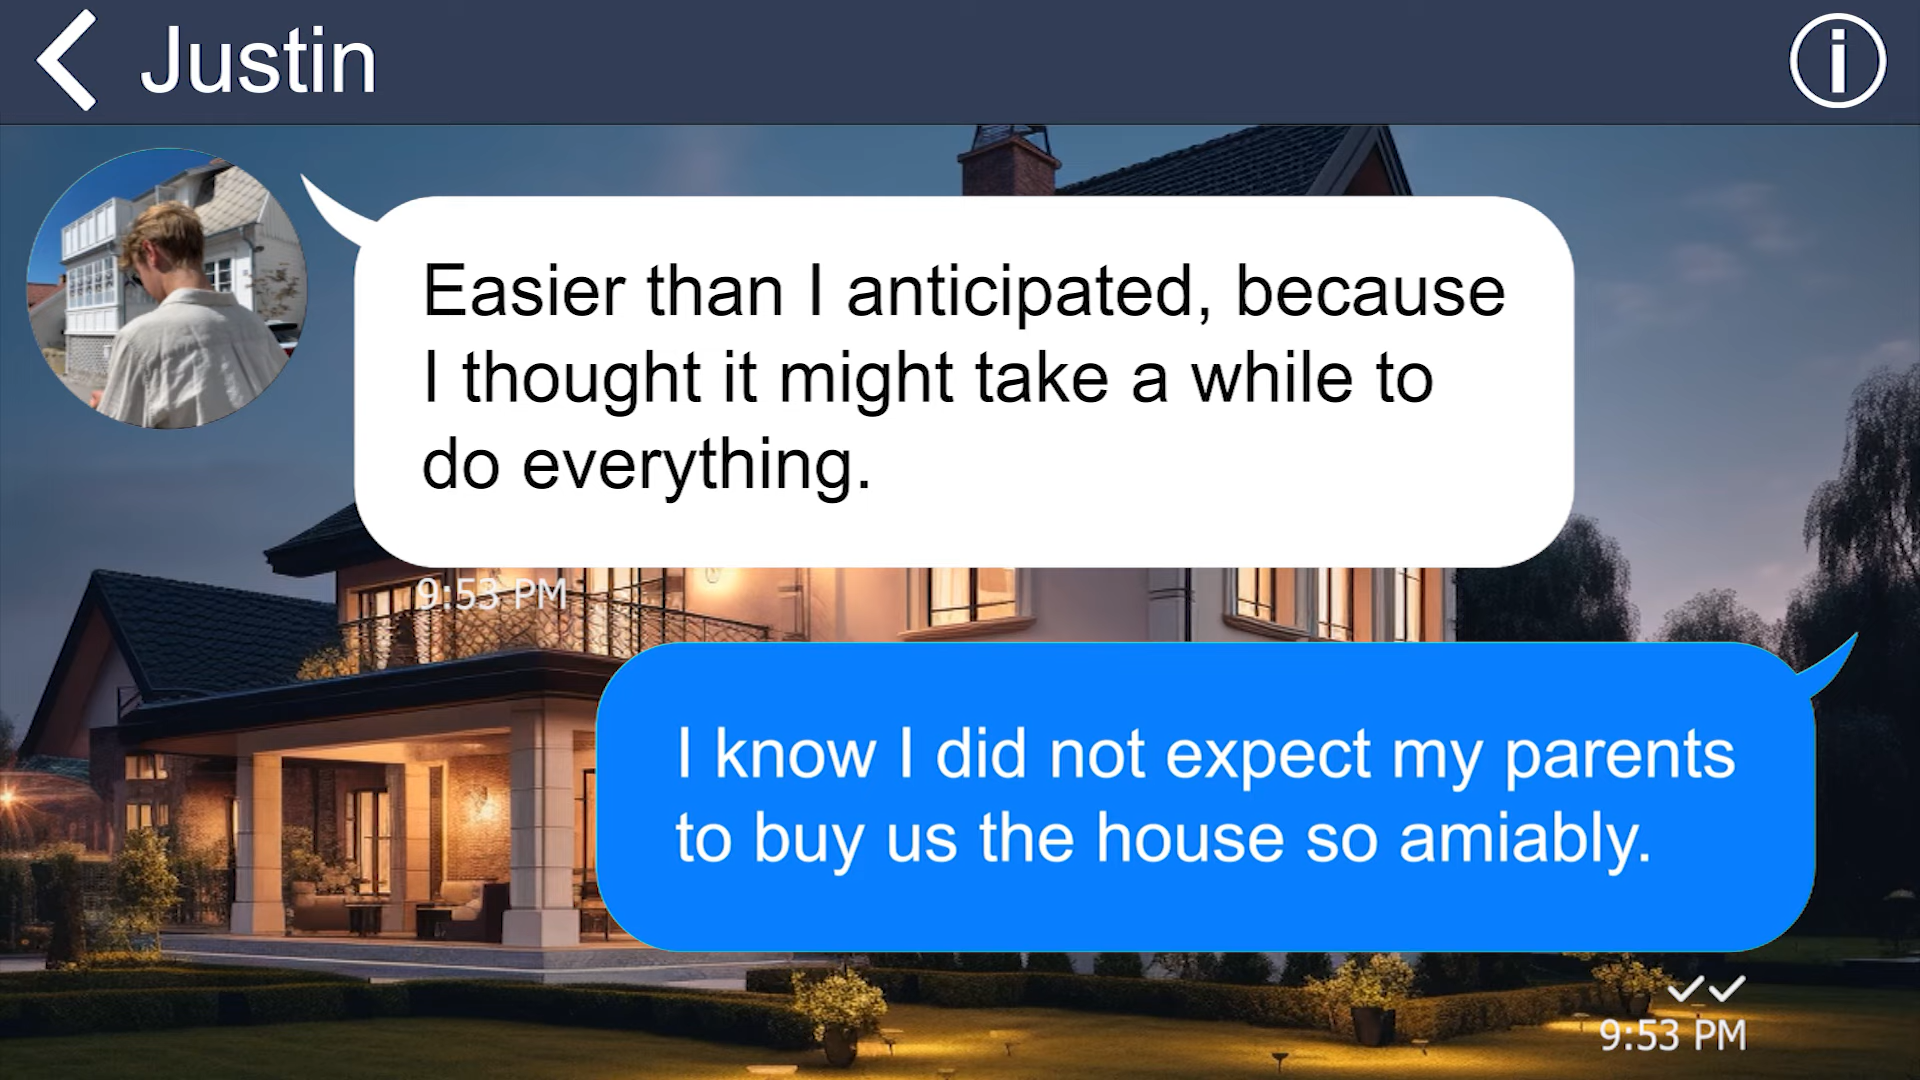 Justin
Easier than I anticipated, because
I thought it might take a while to
do everything.
9:53 PM
I know I did not expect my parents
to buy us the house so amiably.
9:53 PM